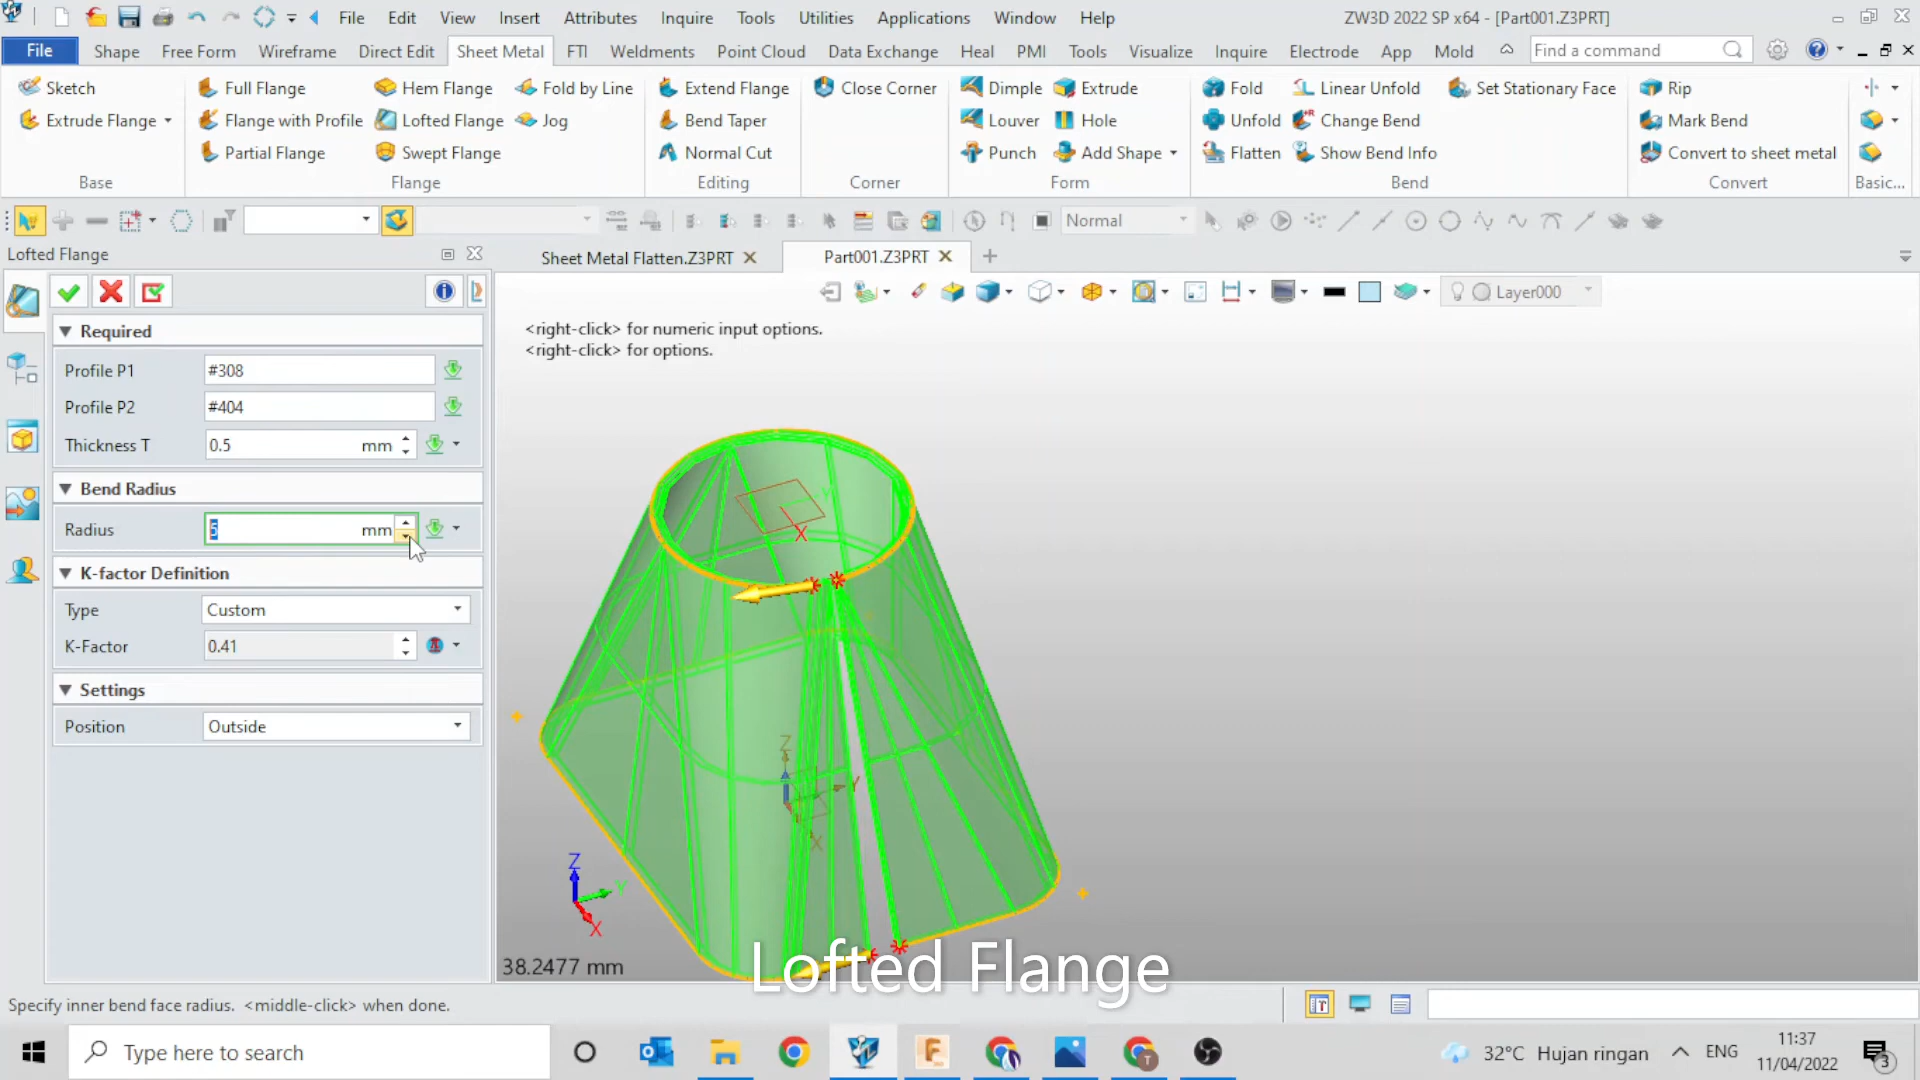 File Edit View Insert Attributes Inquire Tools Utilities Applications Window Help ZW3D 2022 SP x64 - [Part001.Z3PRT]
File Shape Free Form Wireframe Direct Edit Sheet Metal FTI Weldments Point Cloud Data Exchange Heal PMI Tools Visualize Inquire Electrode App Mold Find a command
Sketch Full Flange Hem Flange Fold by Line Extend Flange Close Corner Dimple Extrude Fold Linear Unfold Set Stationary Face Rip
Extrude Flange Flange with Profile Lofted Flange Jog Bend Taper Louver Hole Unfold Change Bend Mark Bend
Partial Flange Swept Flange Normal Cut Punch Add Shape Flatten Show Bend Info Convert to sheet metal
Base Flange Editing Corner Form Bend Convert Basic...
Normal
Lofted Flange Sheet Metal Flatten.Z3PRT Part001.Z3PRT
Layer000
Required
<right-click> for numeric input options.
<right-click> for options.
Profile P1 #308
Profile P2 #404
Thickness T 0.5 mm
Bend Radius
Radius 5 mm
K-factor Definition
Type Custom
K-Factor 0.41
Settings
Position Outside
Y
X
Z
Y
X
Z
Y
X
38.2477 mm
Lofted Flange
Specify inner bend face radius. <middle-click> when done.
Type here to search
32°C Hujan ringan ENG
11:37
11/04/2022
3